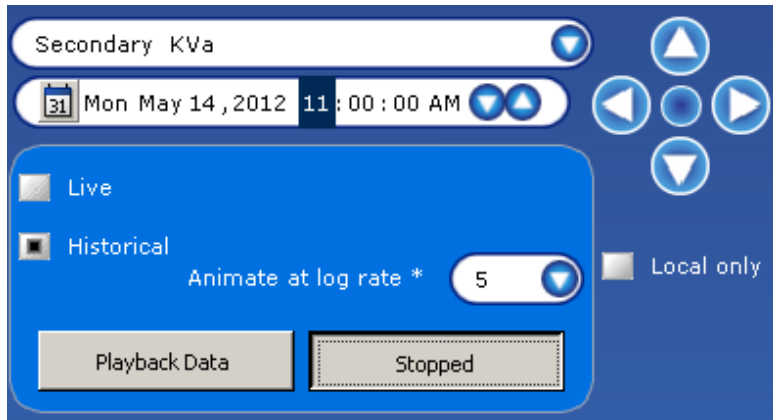 Secondary KVa
31 Mon May 14, 2012 11:00:00 AM
Live
Historical
Animate at log rate * 5
Local only
Playback Data Stopped